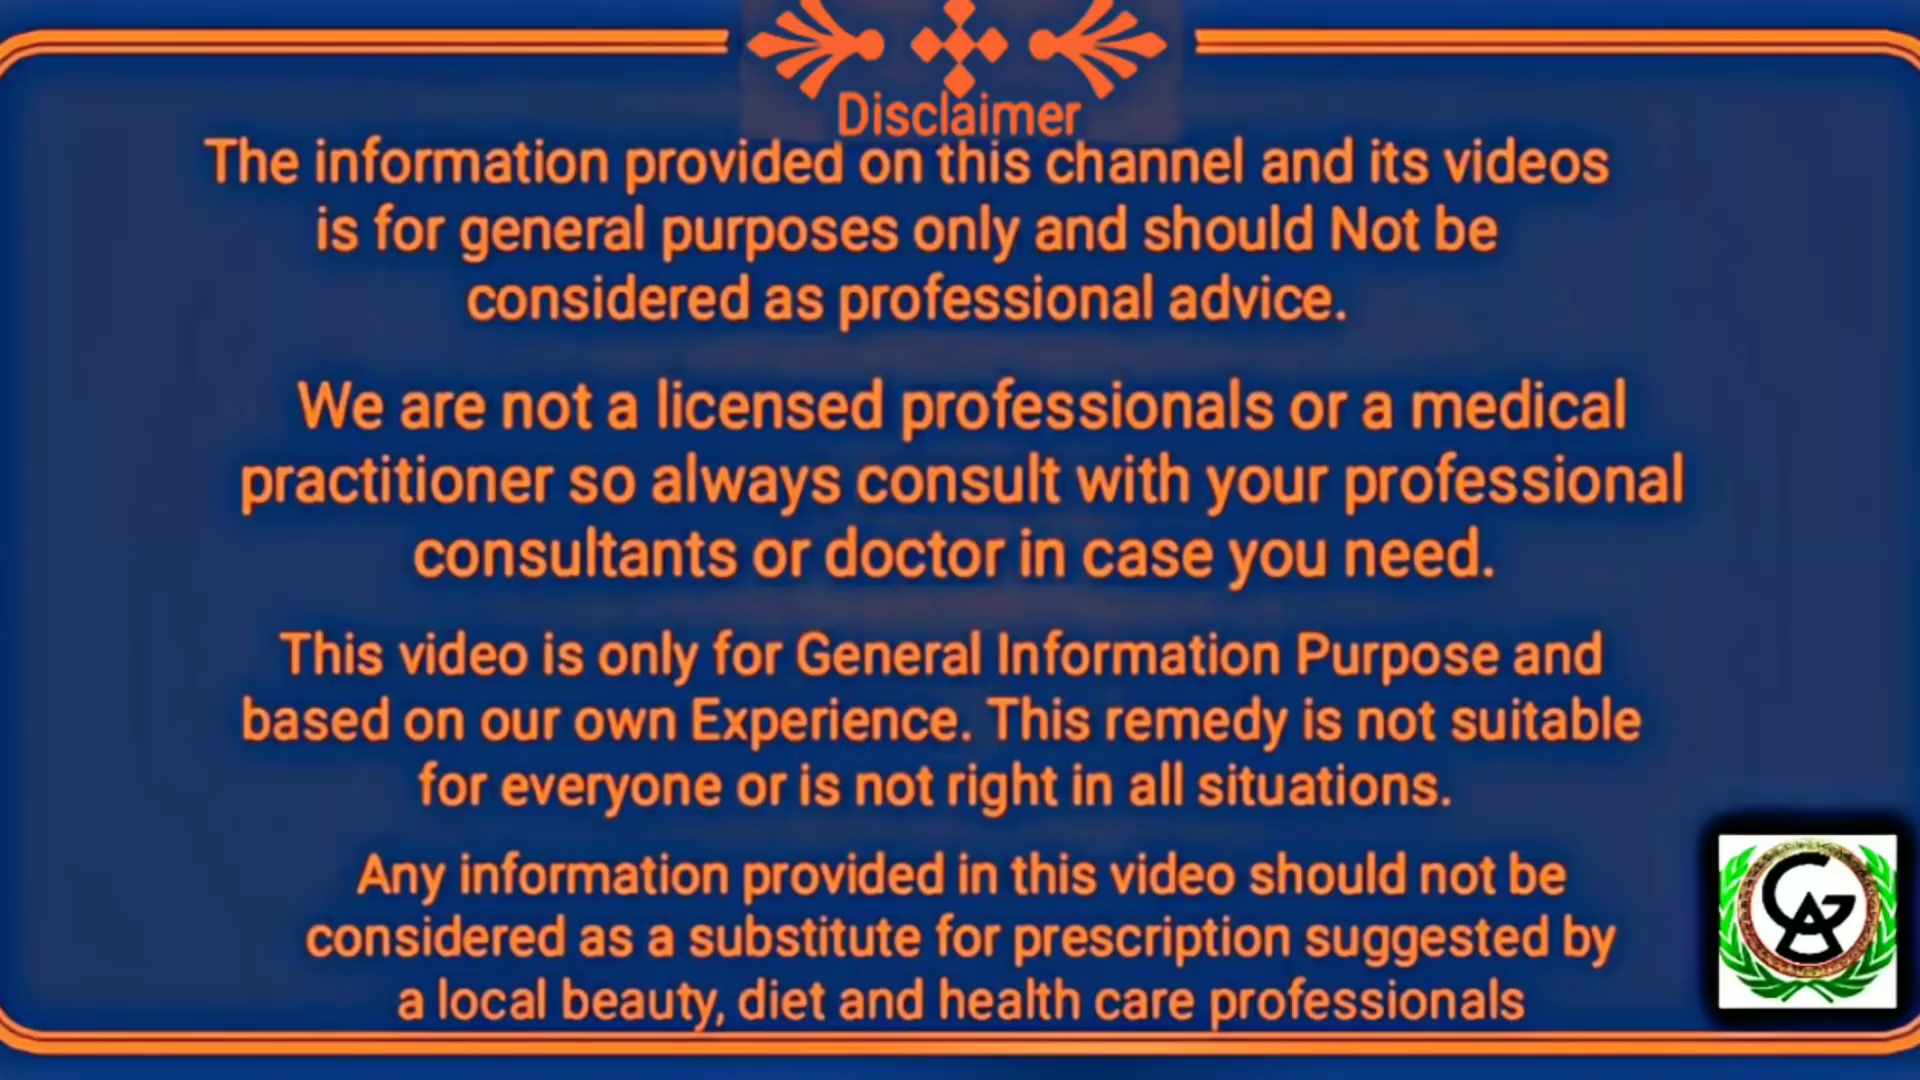 Disclaimer
The information provided on this channel and its videos
is for general purposes only and should Not be
considered as professional advice.
We are not a licensed professionals or a medical
practitioner so always consult with your professional
consultants or doctor in case you need.
This video is only for General Information Purpose and
based on our own Experience. This remedy is not suitable
for everyone or is not right in all situations.
Any information provided in this video should not be
considered as a substitute for prescription suggested by
a local beauty, diet and health care professionals